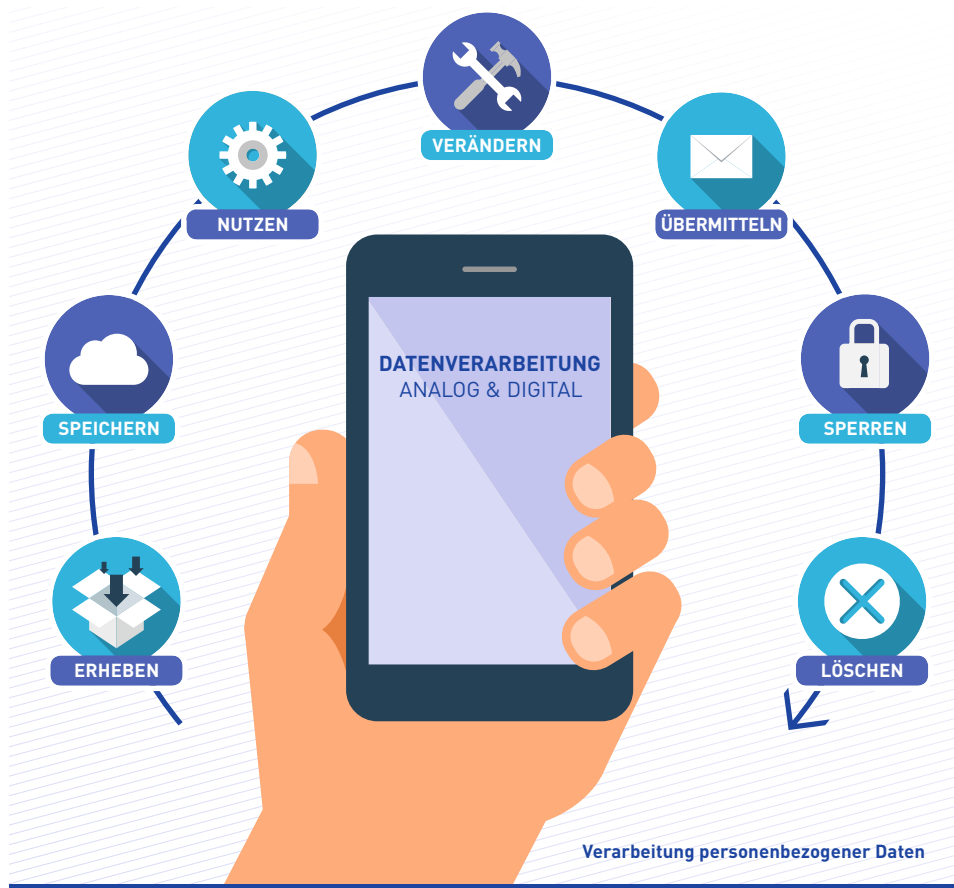 VERÄNDERN
NUTZEN
ÜBERMITTELN
DATENVERARBEITUNG
ANALOG & DIGITAL
SPEICHERN
SPERREN
ERHEBEN
LÖSCHEN
Verarbeitung personenbezogener Daten